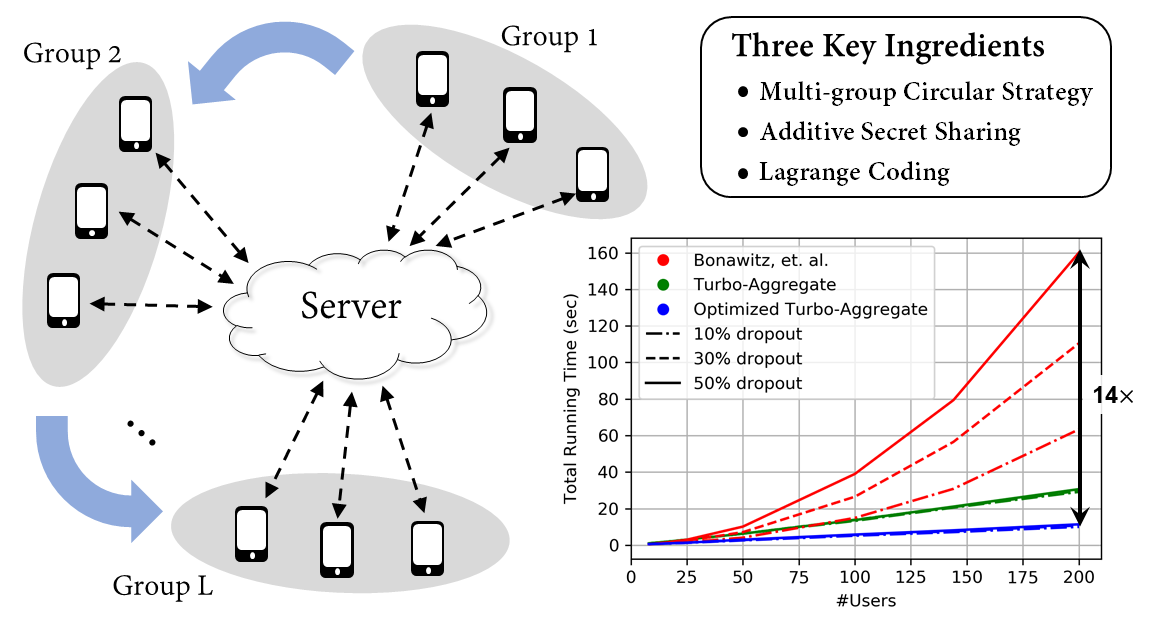 Group 2
Group 1
Server
Group L
Three Key Ingredients
• Multi-group Circular Strategy
• Additive Secret Sharing
• Lagrange Coding
Total Running Time (sec)
160
140
120
100
80
60
40
20
0
Bonawitz, et. al.
Turbo-Aggregate
Optimized Turbo-Aggregate
10% dropout
30% dropout
50% dropout
14×
0 25 50 75 100 125 150 175 200
#Users